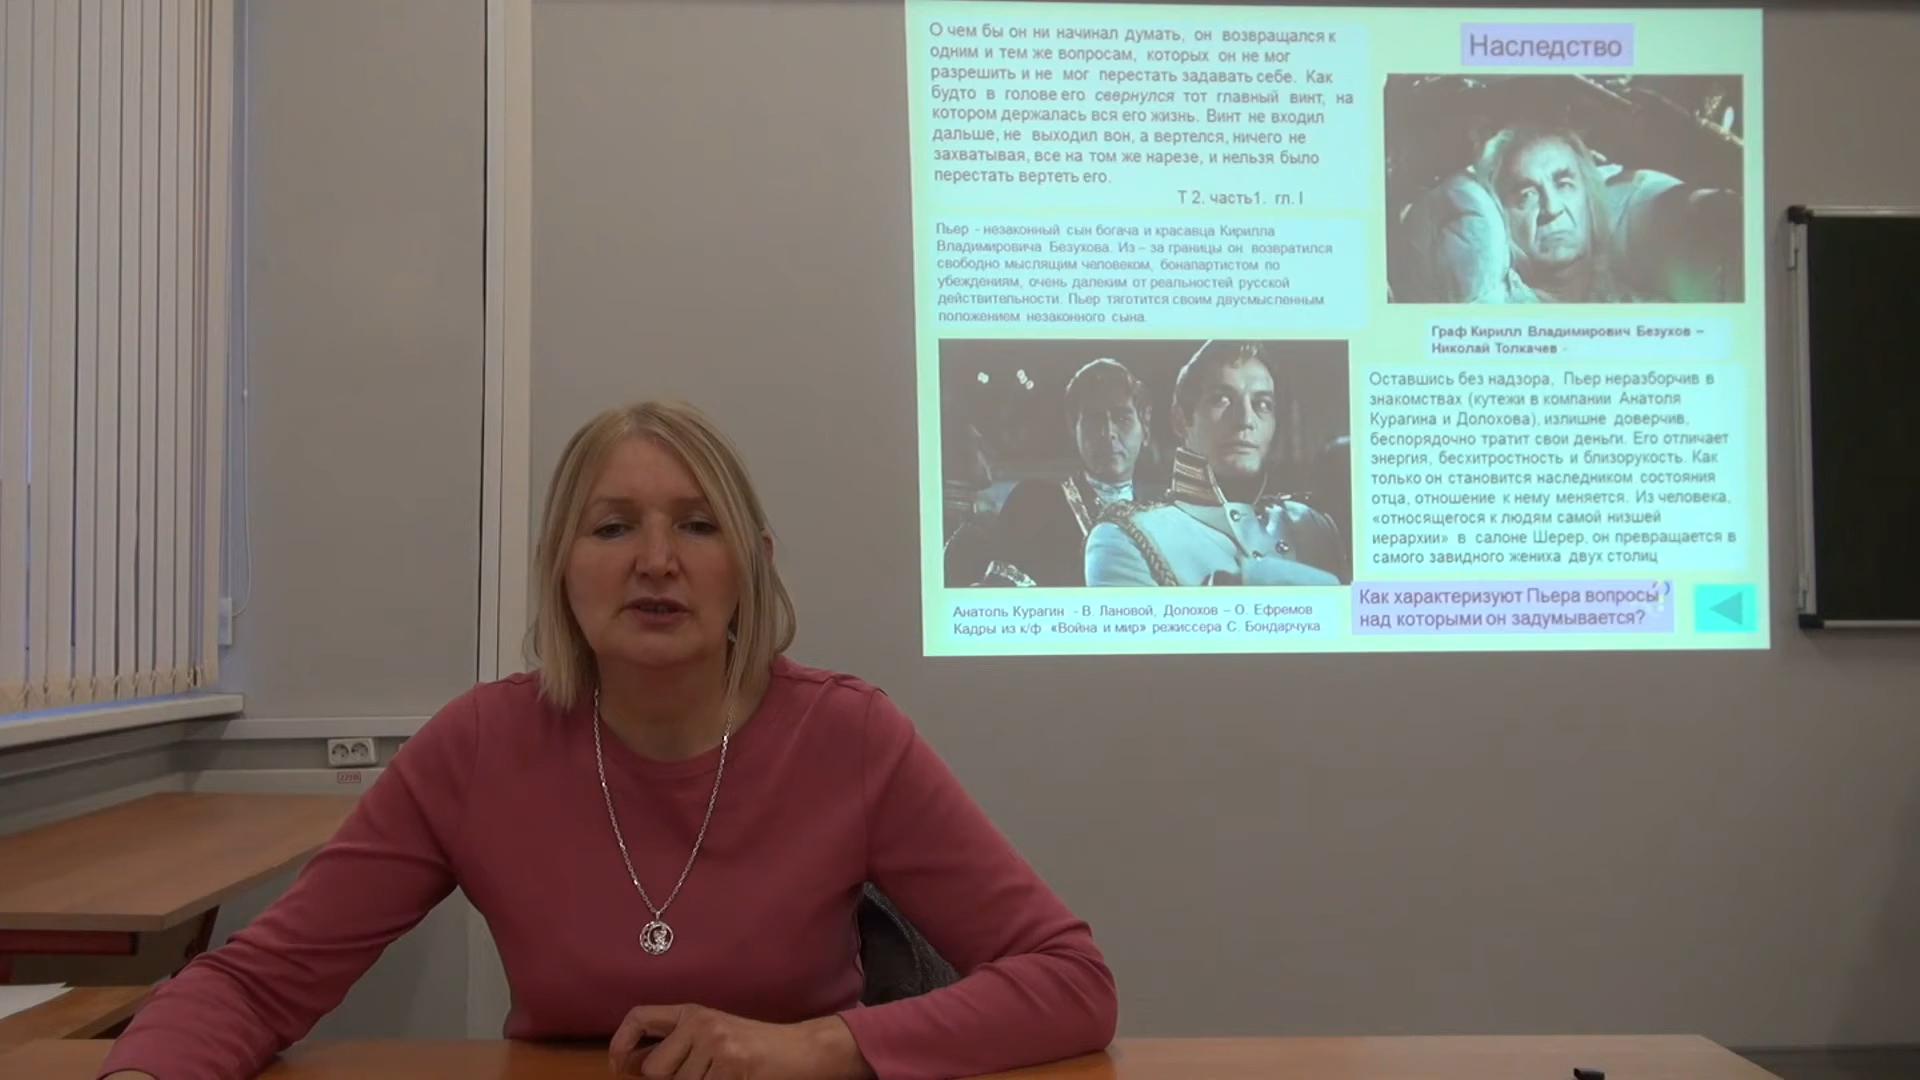 О чем бы он ни начинал думать, он возвращался к
одним и тем же вопросам, которых он не мог
разрешить и не мог перестать задавать себе. Как
будто в голове его свернулся тот главный винт, на
котором держалась вся его жизнь. Винт не входил
дальше, не выходил вон, а вертелся, ничего не
захватывая, все на том же нарезе, и нельзя было
перестать вертеть его.
Т 2. часть1. гл. I
Пьер - незаконный сын богача и красавца Кирилла
Владимировича Безухова. Из – за границы он возвратился
свободно мыслящим человеком, бонапартистом по
убеждениям, очень далеким от реальностей русской
действительности. Пьер тяготится своим двусмысленным
положением незаконного сына.
Анатоль Курагин - В. Лановой, Долохов – О. Ефремов
Кадры из к/ф «Война и мир» режиссера С. Бондарчука
Наследство
Граф Кирилл Владимирович Безухов –
Николай Толкачев -
Оставшись без надзора, Пьер неразборчив в
знакомствах (кутежи в компании Анатоля
Курагина и Долохова), излишне доверчив,
беспорядочно тратит свои деньги. Его отличает
энергия, бесхитростность и близорукость. Как
только он становится наследником состояния
отца, отношение к нему меняется. Из человека,
«относящегося к людям самой низшей
иерархии» в салоне Шерер, он превращается в
самого завидного жениха двух столиц
Как характеризуют Пьера вопросы
над которыми он задумывается?